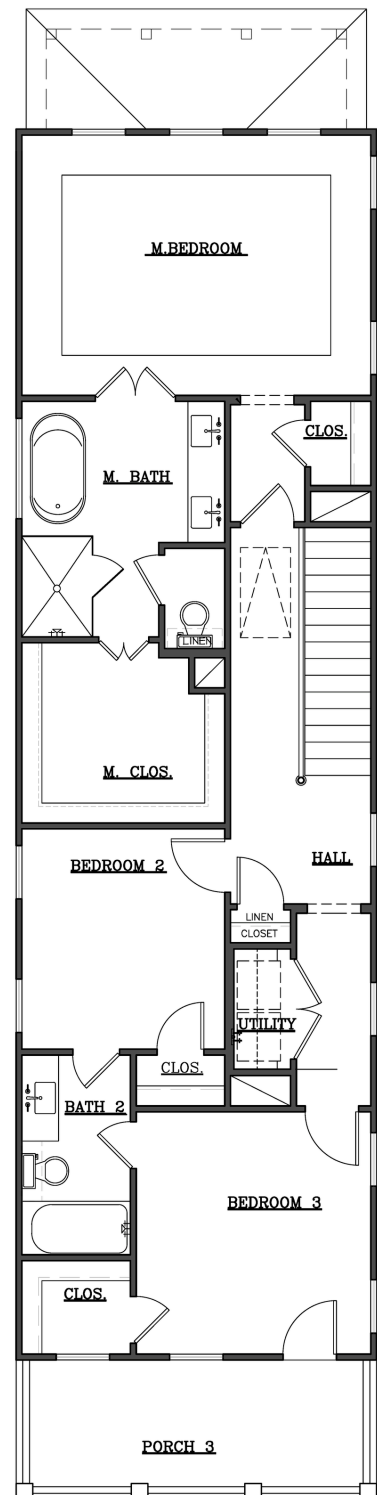 M.BEDROOM
CLOS.
M. BATH
LINEN
M. CLOS.
BEDROOM 2
HALL
LINEN
CLOSET
UTILITY
CLOS.
BATH 2
BEDROOM 3
CLOS.
PORCH 3